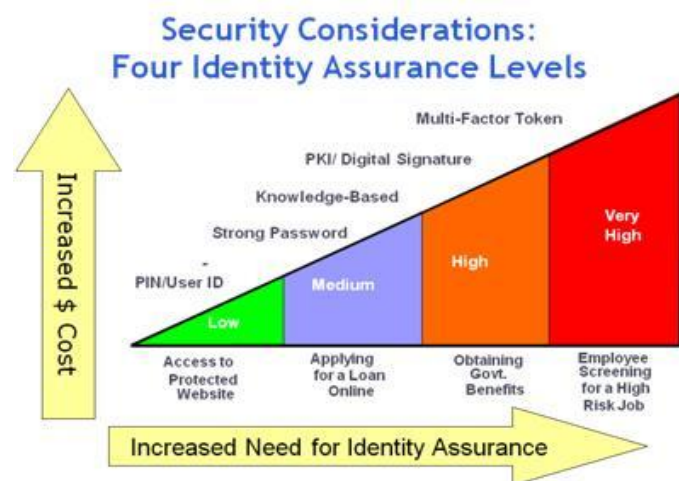 Security Considerations:
Four Identity Assurance Levels
Increased $ Cost
Multi-Factor Token
PKI/ Digital Signature
Knowledge-Based
Strong Password
-
PIN/User ID
Low
Medium
High
Very
High
Access to
Protected
Website
Applying
for a Loan
Online
Obtaining
Govt.
Benefits
Employee
Screening
for a High
Risk Job
Increased Need for Identity Assurance